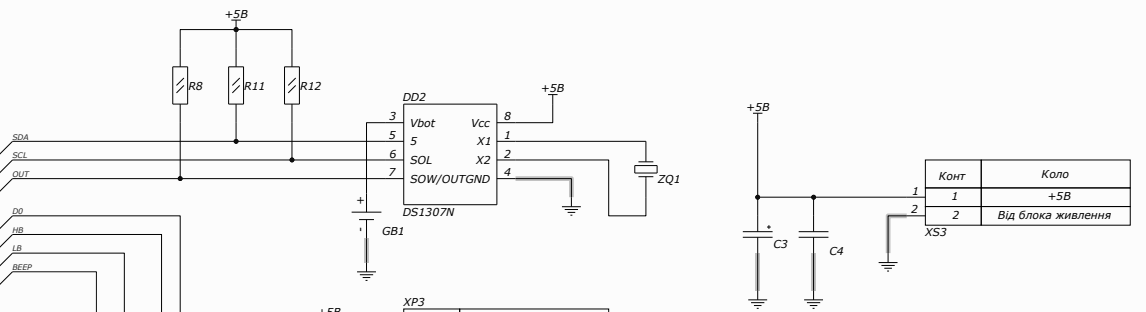 +5В
R8
R11
R12
DD2
+5В
3 Vbot Vcc 8
5 5 X1 1
6 SOL X2 2
7 SOW/OUTGND 4
DS1307N
ZQ1
SDA
SCL
OUT
D0
HB
LB
BEEP
+
-
GB1
+5В
C3
C4
1
2
Конт Коло
1 +5В
2 Від блока живлення
XS3
+5В
XP3